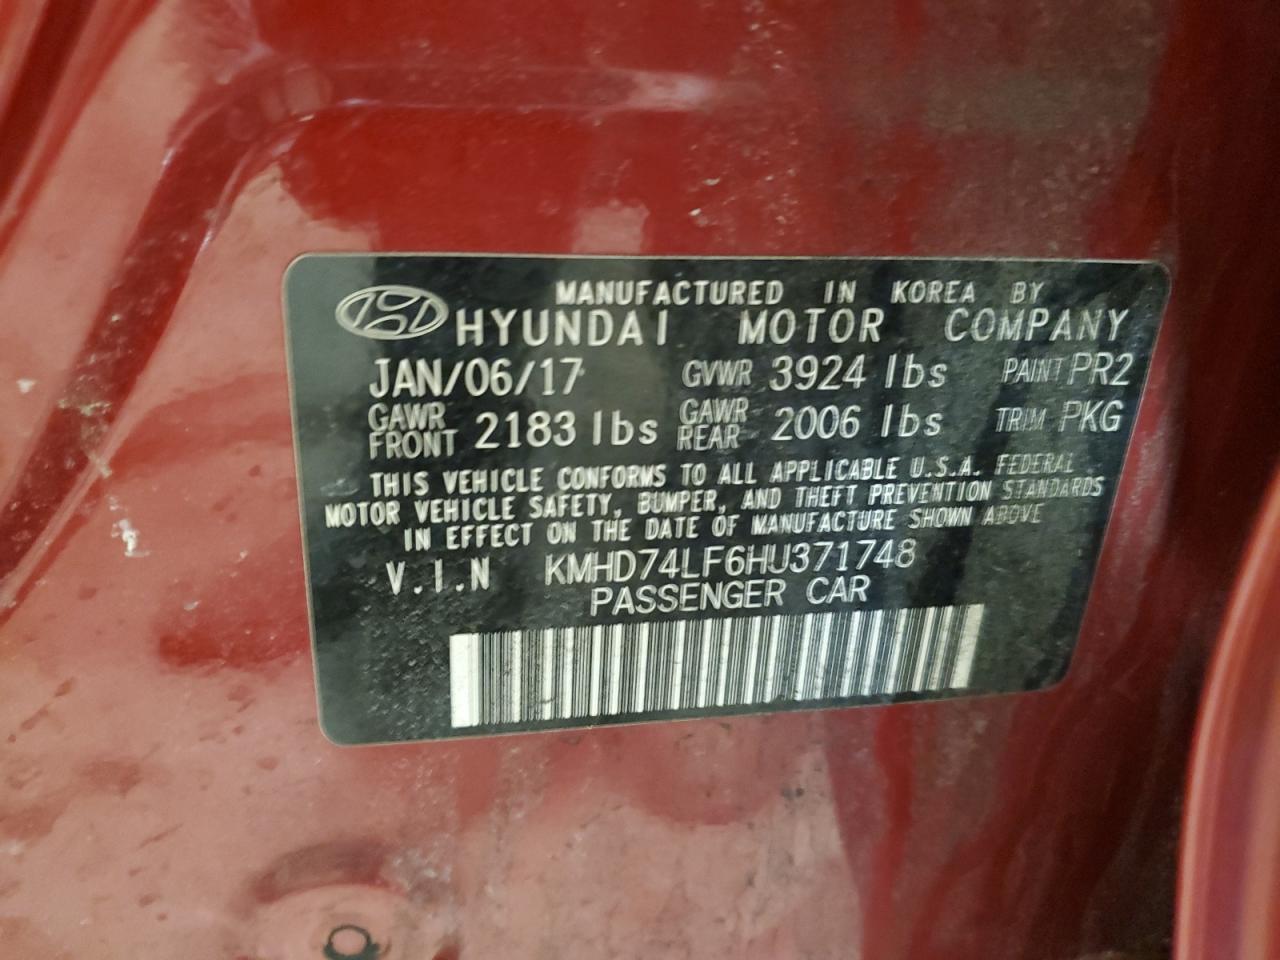 MANUFACTURED IN KOREA BY
HYUNDAI MOTOR COMPANY
JAN/06/17 GVWR 3924 lbs PAINT PR2
GAWR FRONT 2183 lbs GAWR REAR 2006 lbs TRIM PKG
THIS VEHICLE CONFORMS TO ALL APPLICABLE U.S.A. FEDERAL
MOTOR VEHICLE SAFETY, BUMPER, AND THEFT PREVENTION STANDARDS
IN EFFECT ON THE DATE OF MANUFACTURE SHOWN ABOVE
V.I.N KMHD74LF6HU371748
PASSENGER CAR